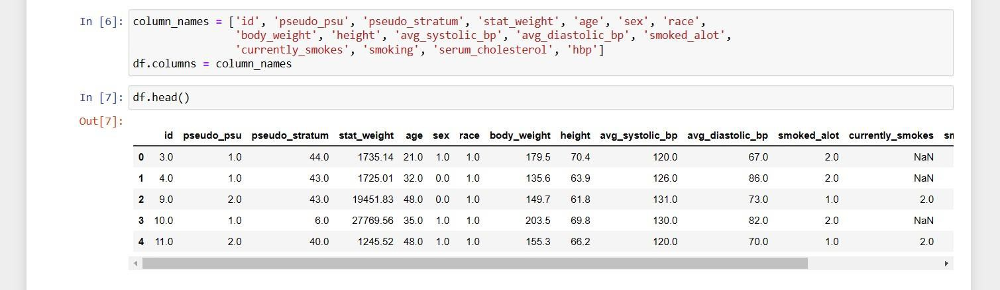 In [6]: column_names = ['id', 'pseudo_psu', 'pseudo_stratum', 'stat_weight', 'age', 'sex', 'race',
'body_weight', 'height', 'avg_systolic_bp', 'avg_diastolic_bp', 'smoked_alot',
'currently_smokes', 'smoking', 'serum_cholesterol', 'hbp']
df.columns = column_names
In [7]: df.head()
Out[7]:
id pseudo_psu pseudo_stratum stat_weight age sex race body_weight height avg_systolic_bp avg_diastolic_bp smoked_alot currently_smokes sn
0 3.0 1.0 44.0 1735.14 21.0 1.0 1.0 179.5 70.4 120.0 67.0 2.0 NaN
1 4.0 1.0 43.0 1725.01 32.0 0.0 1.0 135.6 63.9 126.0 86.0 2.0 NaN
2 9.0 2.0 43.0 19451.83 48.0 0.0 1.0 149.7 61.8 131.0 73.0 1.0 2.0
3 10.0 1.0 6.0 27769.56 35.0 1.0 1.0 203.5 69.8 130.0 82.0 2.0 NaN
4 11.0 2.0 40.0 1245.52 48.0 1.0 1.0 155.3 66.2 120.0 70.0 1.0 2.0